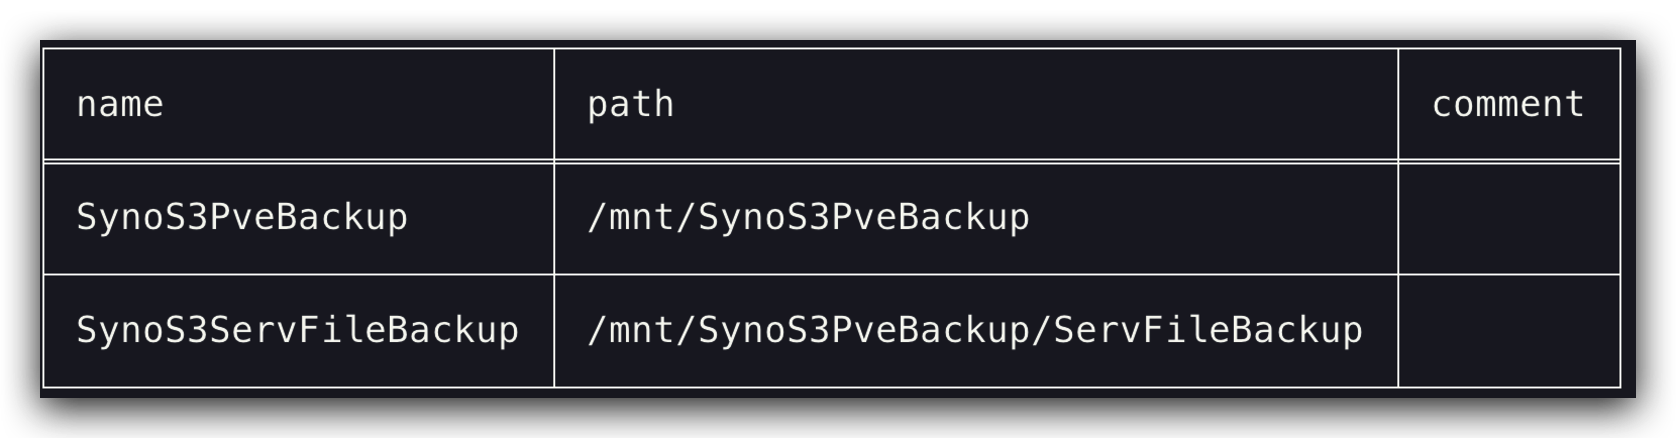 name path comment
SynoS3PveBackup /mnt/SynoS3PveBackup
SynoS3ServFileBackup /mnt/SynoS3PveBackup/ServFileBackup